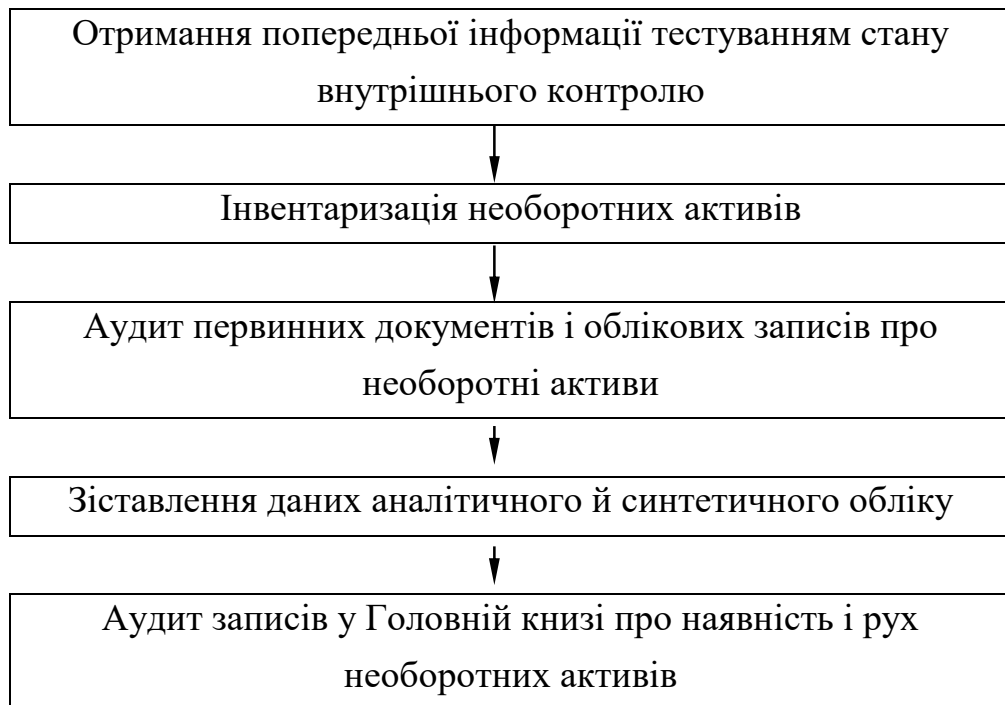 Отримання попередньої інформації тестуванням стану
внутрішнього контролю
Інвентаризація необоротних активів
Аудит первинних документів і облікових записів про
необоротні активи
Зіставлення даних аналітичного й синтетичного обліку
Аудит записів у Головній книзі про наявність і рух
необоротних активів